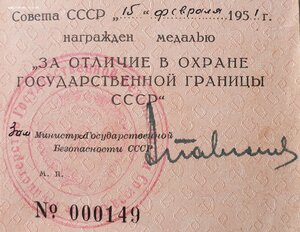 Совета СССР „15" февраля 1951 г.
награжден медалью
„ЗА ОТЛИЧИЕ В ОХРАНЕ
ГОСУДАРСТВЕННОЙ ГРАНИЦЫ
СССР"
Зам Министр Государственной
Безопасности СССР
М. П.
№ 000149